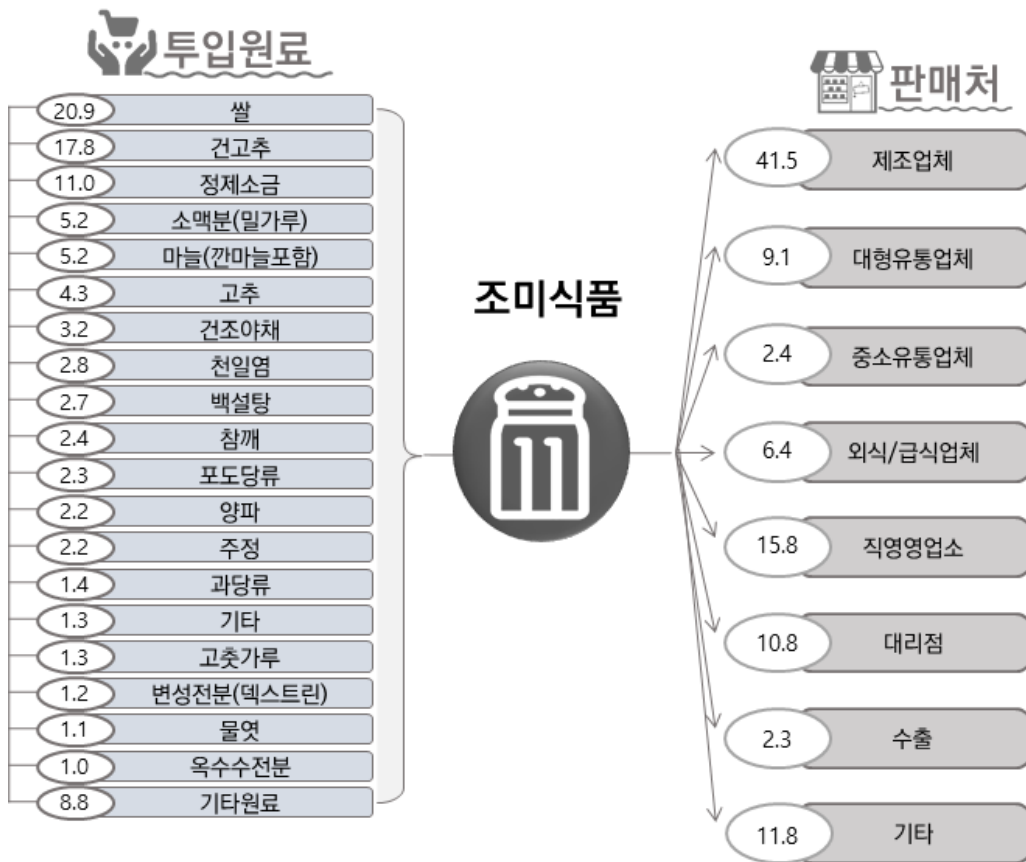 투입원료
20.9 쌀
17.8 건고추
11.0 정제소금
5.2 소맥분(밀가루)
5.2 마늘(깐마늘포함)
4.3 고추
3.2 건조야채
2.8 천일염
2.7 백설탕
2.4 참깨
2.3 포도당류
2.2 양파
2.2 주정
1.4 과당류
1.3 기타
1.3 고춧가루
1.2 변성전분(덱스트린)
1.1 물엿
1.0 옥수수전분
8.8 기타원료
조미식품
판매처
41.5 제조업체
9.1 대형유통업체
2.4 중소유통업체
6.4 외식/급식업체
15.8 직영영업소
10.8 대리점
2.3 수출
11.8 기타